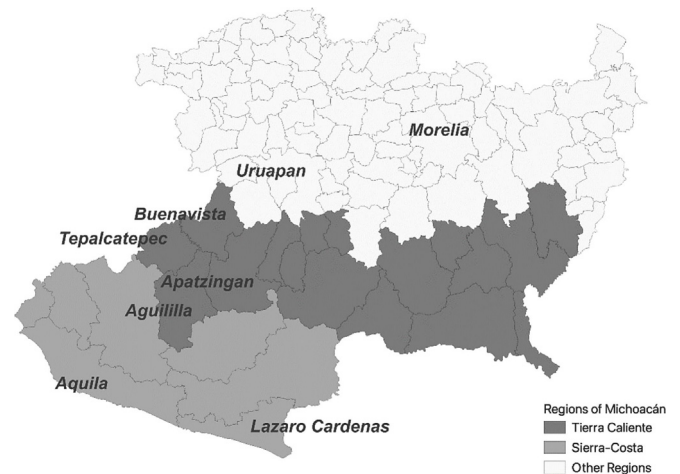 Morelia
Uruapan
Buenavista
Tepalcatepec
Apatzingan
Aguililla
Aquila
Lazaro Cardenas
Regions of Michoacán
Tierra Caliente
Sierra-Costa
Other Regions